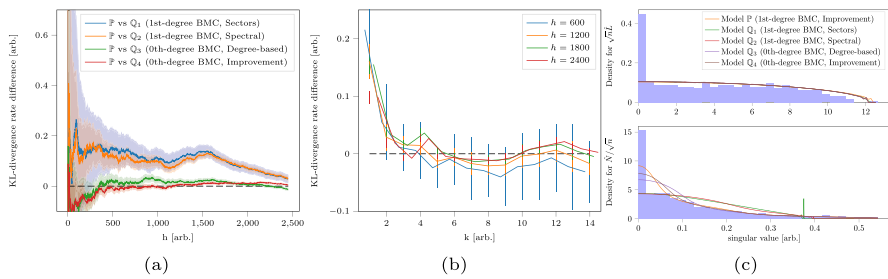 KL-divergence rate difference [arb.]
0.6
0.4
0.2
0
ℙ vs ℚ₁ (1st-degree BMC, Sectors)
ℙ vs ℚ₂ (1st-degree BMC, Spectral)
ℙ vs ℚ₃ (0th-degree BMC, Degree-based)
ℙ vs ℚ₄ (0th-degree BMC, Improvement)
0 500 1,000 1,500 2,000 2,500
h [arb.]
(a)
KL-divergence rate difference [arb.]
0.2
0.1
0
−0.1
h = 600
h = 1200
h = 1800
h = 2400
2 4 6 8 10 12 14
k [arb.]
(b)
Density for √nL̂
0.4
0.2
0
Model ℙ (1st-degree BMC, Improvement)
Model ℚ₁ (1st-degree BMC, Sectors)
Model ℚ₂ (1st-degree BMC, Spectral)
Model ℚ₃ (0th-degree BMC, Degree-based)
Model ℚ₄ (0th-degree BMC, Improvement)
0 2 4 6 8 10 12
Density for N̂/√n
15
10
5
0
0 0.1 0.2 0.3 0.4 0.5
singular value [arb.]
(c)